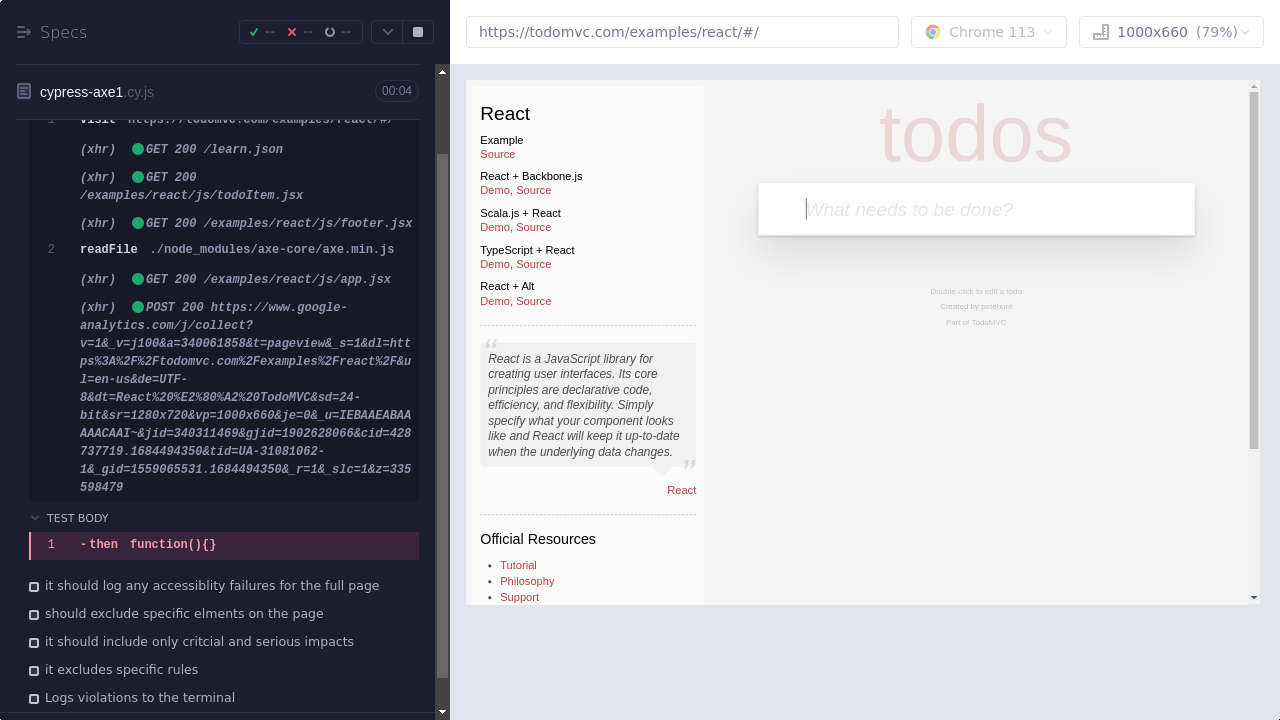 Specs
--
--
--
https://todomvc.com/examples/react/#/
Chrome 113
1000x660 (79%)
cypress-axe1.cy.js
00:04
1 visit https://todomvc.com/examples/react/#/
(xhr) GET 200 /learn.json
(xhr) GET 200
/examples/react/js/todoItem.jsx
(xhr) GET 200 /examples/react/js/footer.jsx
2 readFile ./node_modules/axe-core/axe.min.js
(xhr) GET 200 /examples/react/js/app.jsx
(xhr) POST 200 https://www.google-
analytics.com/j/collect?
v=1&_v=j100&a=340061858&t=pageview&_s=1&dl=htt
ps%3A%2F%2Ftodomvc.com%2Fexamples%2Freact%2F&u
l=en-us&de=UTF-
8&dt=React%20%E2%80%A2%20TodoMVC&sd=24-
bit&sr=1280x720&vp=1000x660&je=0&_u=IEBAAEABAA
AAACAAI~&jid=340311469&gjid=1902628066&cid=428
737719.1684494350&tid=UA-31081062-
1&_gid=1559065531.1684494350&_r=1&_slc=1&z=335
598479
TEST BODY
1 -then function(){}
it should log any accessiblity failures for the full page
should exclude specific elments on the page
it should include only critcial and serious impacts
it excludes specific rules
Logs violations to the terminal
React
Example
Source
React + Backbone.js
Demo, Source
Scala.js + React
Demo, Source
TypeScript + React
Demo, Source
React + Alt
Demo, Source
“
React is a JavaScript library for
creating user interfaces. Its core
principles are declarative code,
efficiency, and flexibility. Simply
specify what your component looks
like and React will keep it up-to-date
when the underlying data changes.
”
React
Official Resources
• Tutorial
• Philosophy
• Support
todos
What needs to be done?
Double-click to edit a todo
Created by petehunt
Part of TodoMVC